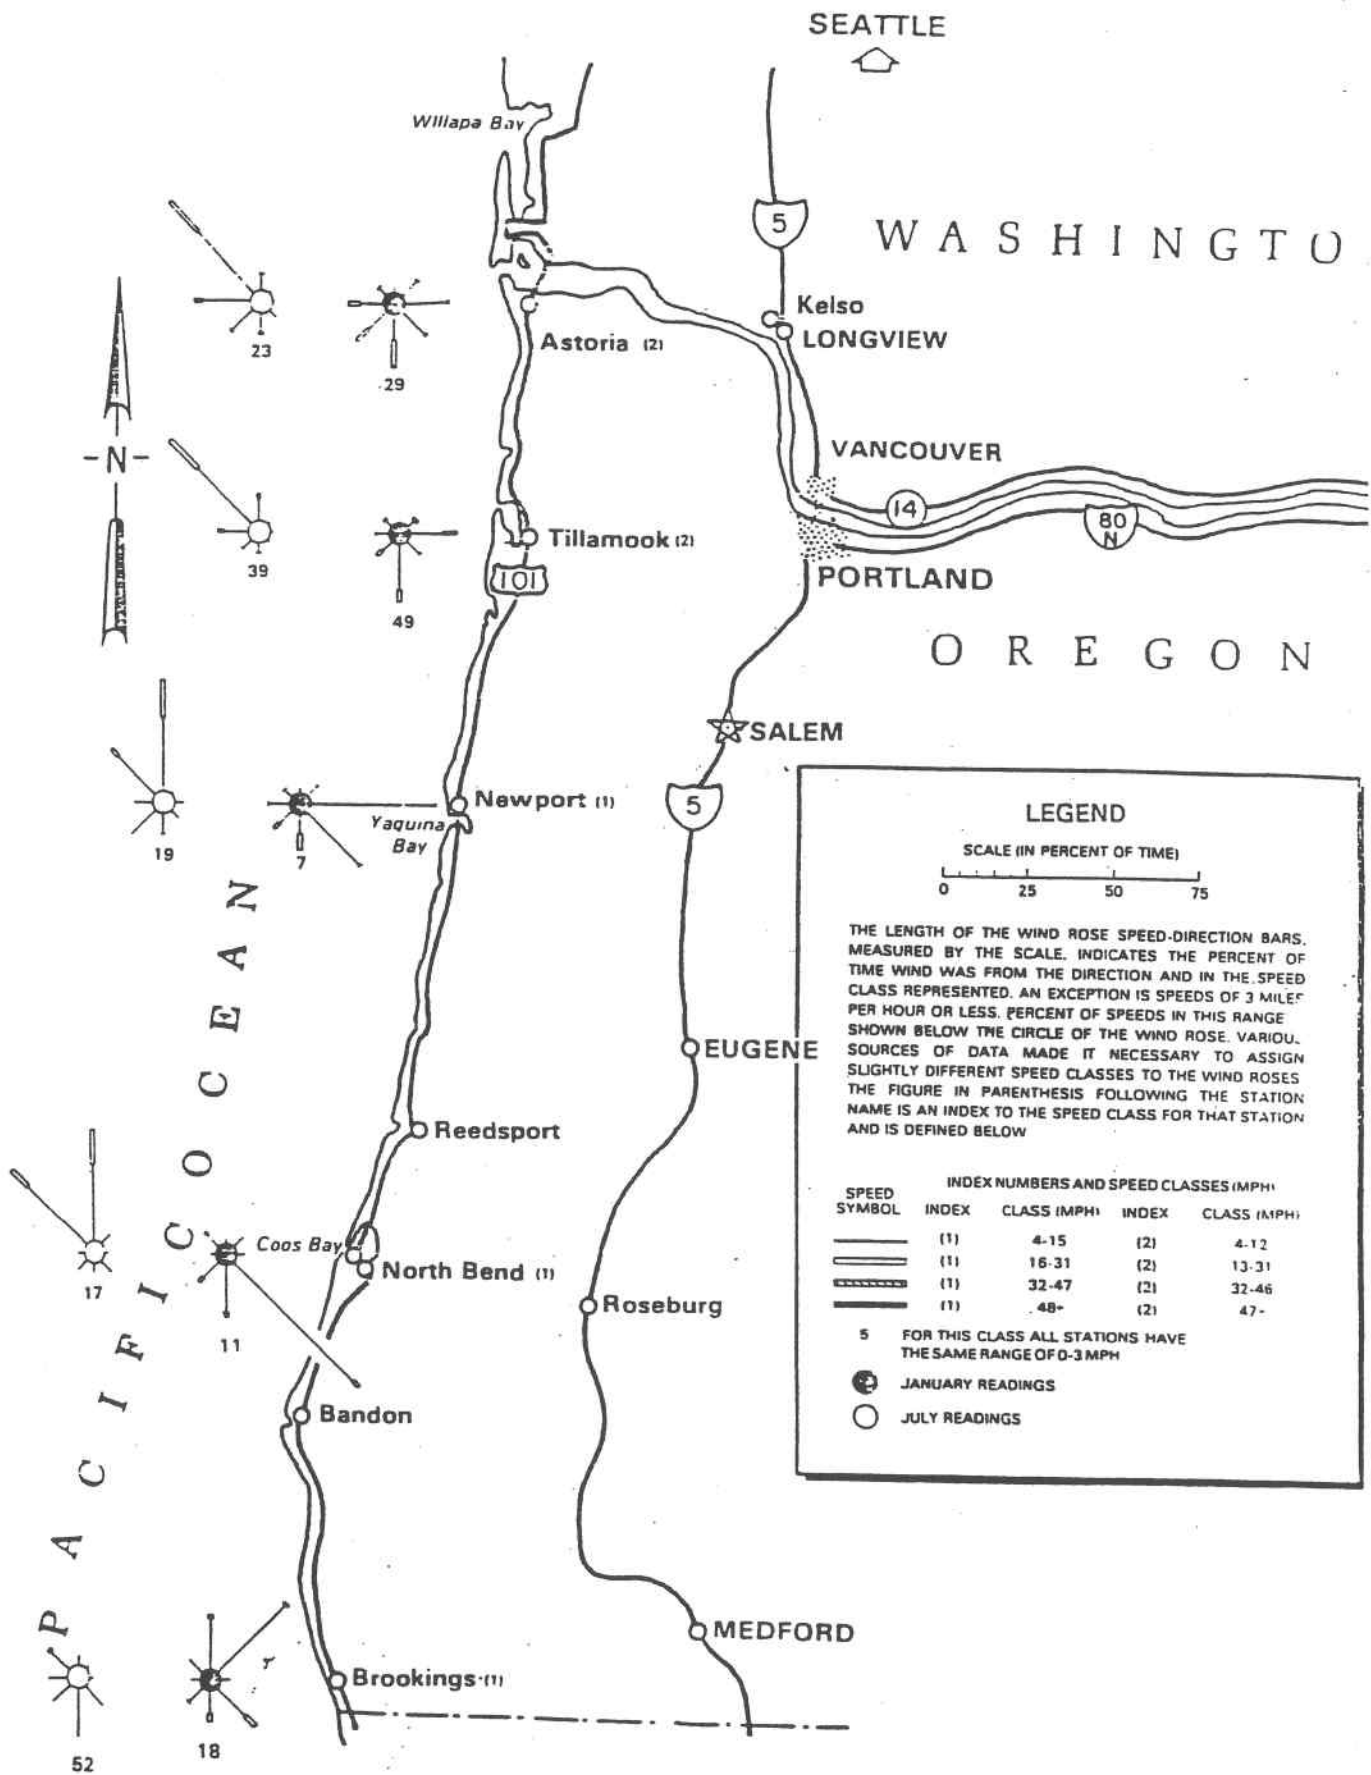 SEATTLE
Willapa Bay
5
WASHINGTO
Kelso
LONGVIEW
Astoria (2)
23
29
VANCOUVER
-N-
14
80
N
Tillamook (2)
101
PORTLAND
39
49
OREGON
SALEM
5
Newport (1)
Yaquina
Bay
19
7
PACIFIC OCEAN
EUGENE
Reedsport
Coos Bay
North Bend (1)
17
11
Roseburg
Bandon
MEDFORD
Brookings (1)
52
18
LEGEND
SCALE (IN PERCENT OF TIME)
0 25 50 75
THE LENGTH OF THE WIND ROSE SPEED-DIRECTION BARS,
MEASURED BY THE SCALE, INDICATES THE PERCENT OF
TIME WIND WAS FROM THE DIRECTION AND IN THE SPEED
CLASS REPRESENTED. AN EXCEPTION IS SPEEDS OF 3 MILES
PER HOUR OR LESS. PERCENT OF SPEEDS IN THIS RANGE
SHOWN BELOW THE CIRCLE OF THE WIND ROSE. VARIOU.
SOURCES OF DATA MADE IT NECESSARY TO ASSIGN
SLIGHTLY DIFFERENT SPEED CLASSES TO THE WIND ROSES
THE FIGURE IN PARENTHESIS FOLLOWING THE STATION
NAME IS AN INDEX TO THE SPEED CLASS FOR THAT STATION
AND IS DEFINED BELOW
INDEX NUMBERS AND SPEED CLASSES (MPH)
SPEED
SYMBOL INDEX CLASS (MPH) INDEX CLASS (MPH)
(1) 4-15 (2) 4-12
(1) 16-31 (2) 13-31
(1) 32-47 (2) 32-46
(1) 48+ (2) 47-
5 FOR THIS CLASS ALL STATIONS HAVE
THE SAME RANGE OF 0-3 MPH
JANUARY READINGS
JULY READINGS